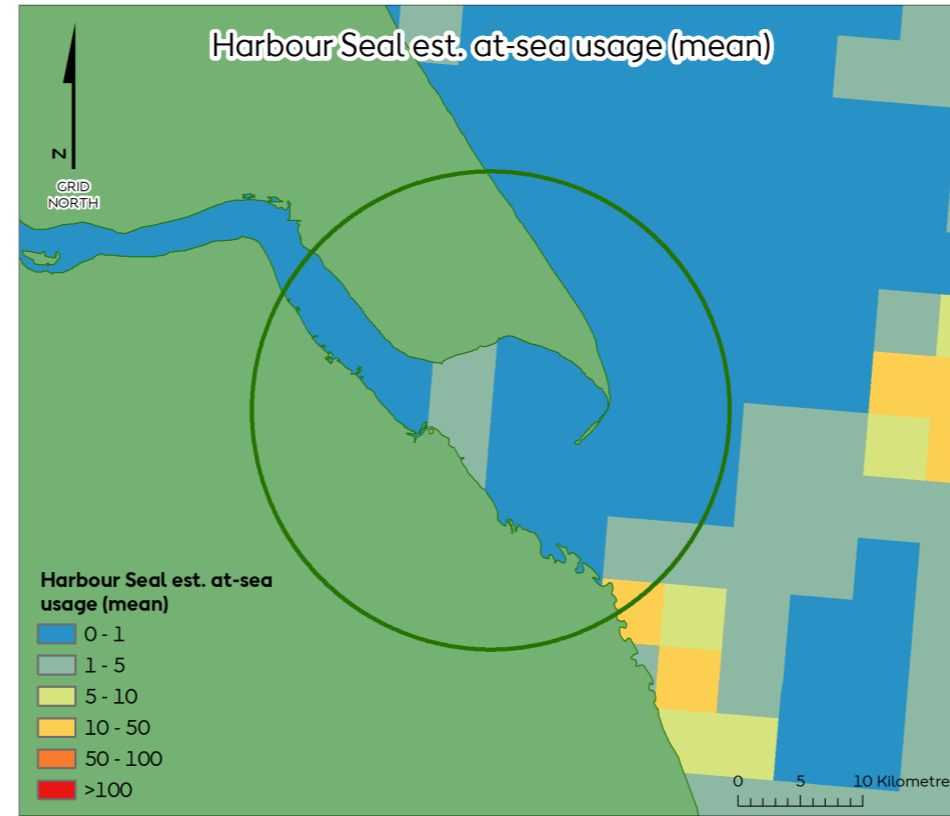 Harbour Seal est. at-sea usage (mean)
N
GRID
NORTH
Harbour Seal est. at-sea
usage (mean)
0 - 1
1 - 5
5 - 10
10 - 50
50 - 100
>100
0 5 10 Kilometre